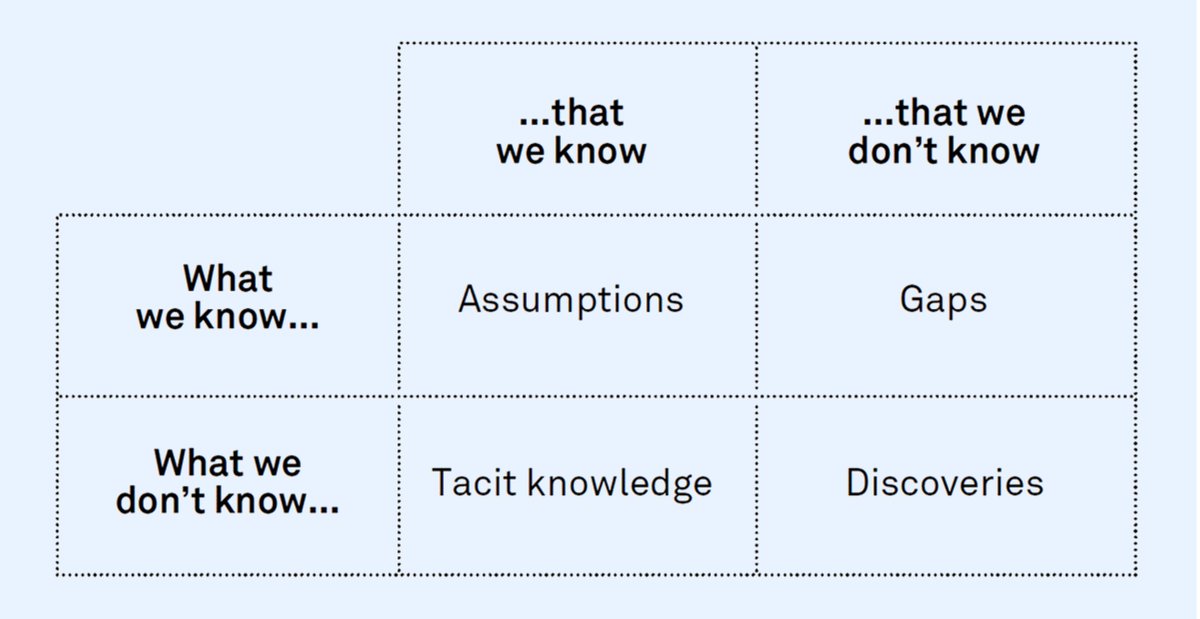 ...that
we know
...that we
don’t know
What
we know...
Assumptions
Gaps
What we
don’t know...
Tacit knowledge
Discoveries